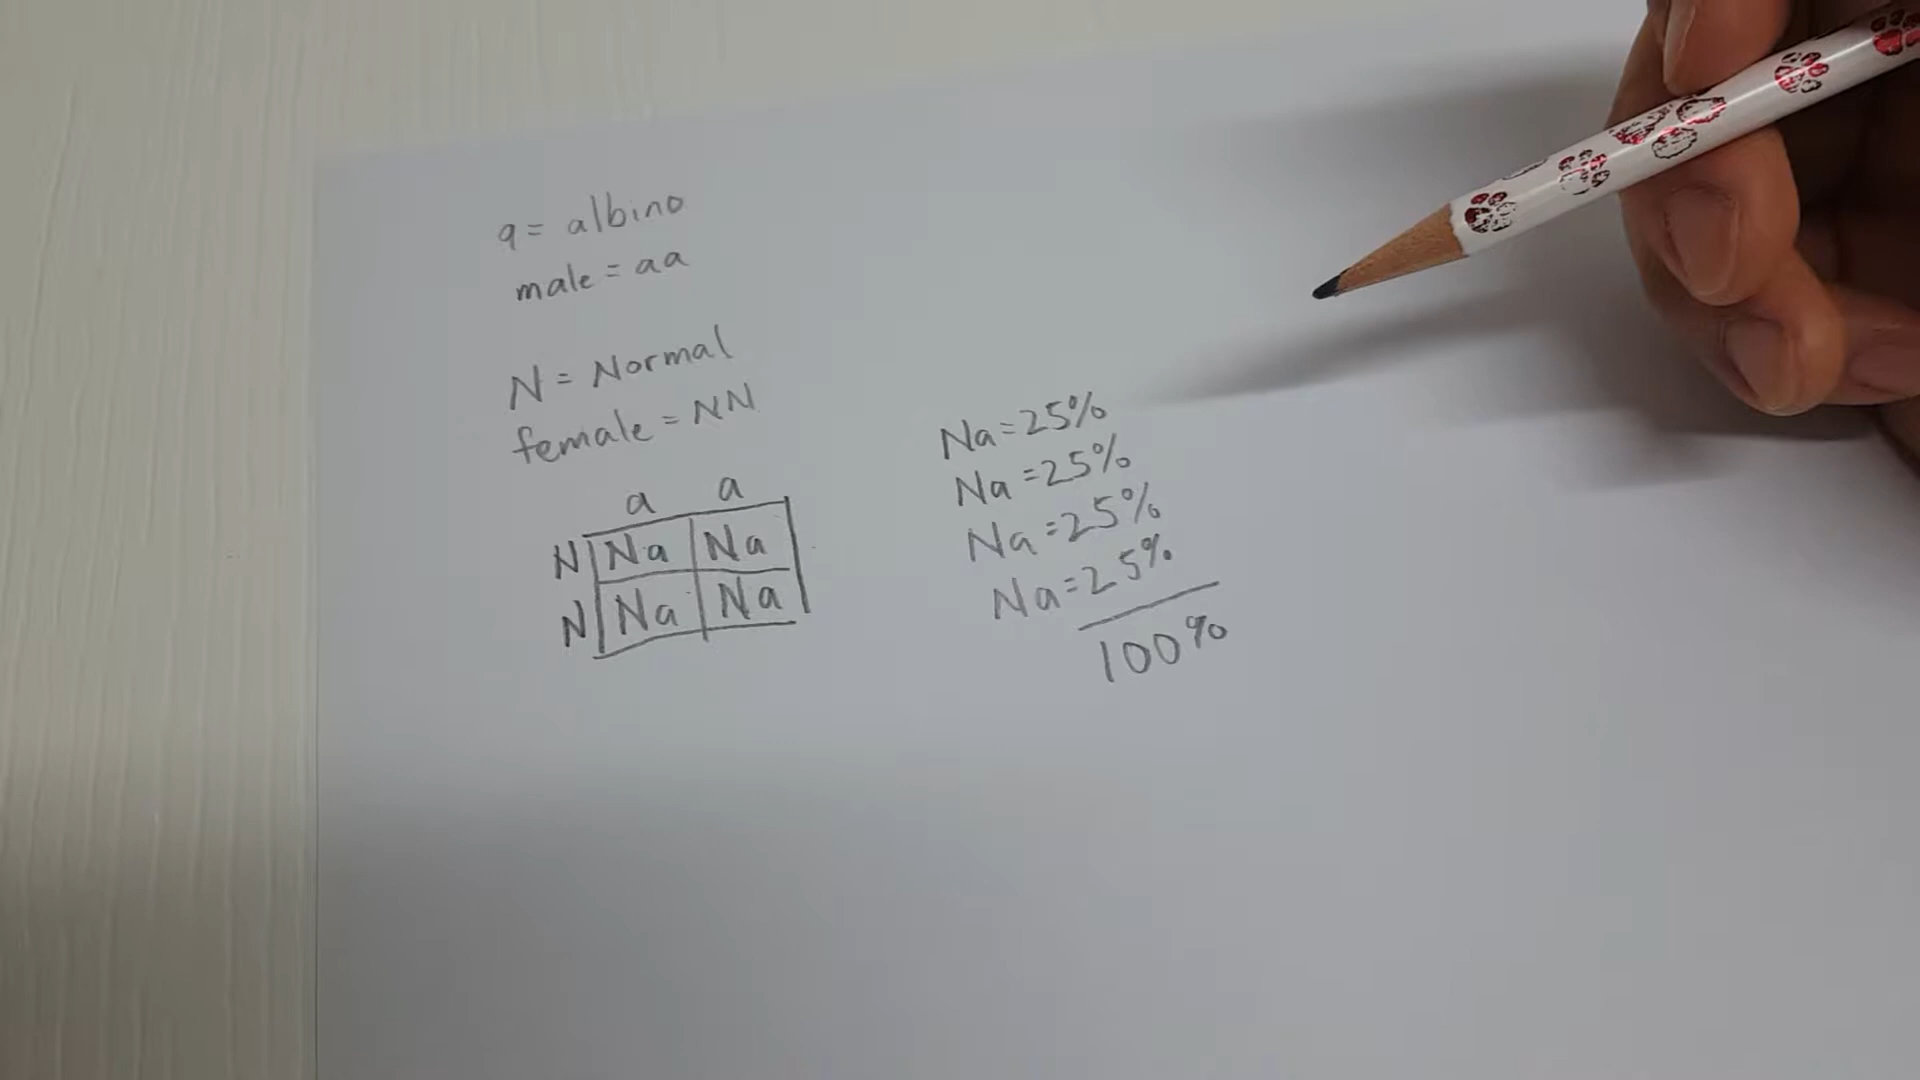 a = albino
male = aa
N = Normal
female = NN
a a
N Na Na
N Na Na
Na = 25%
Na = 25%
Na = 25%
Na = 25%
100%